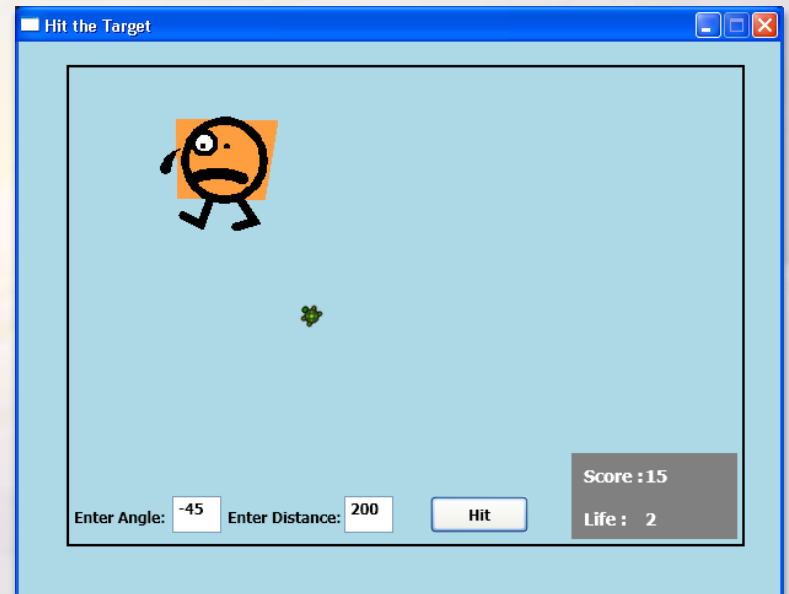 Hit the Target
Score :15
Enter Angle: -45 Enter Distance: 200 Hit
Life : 2